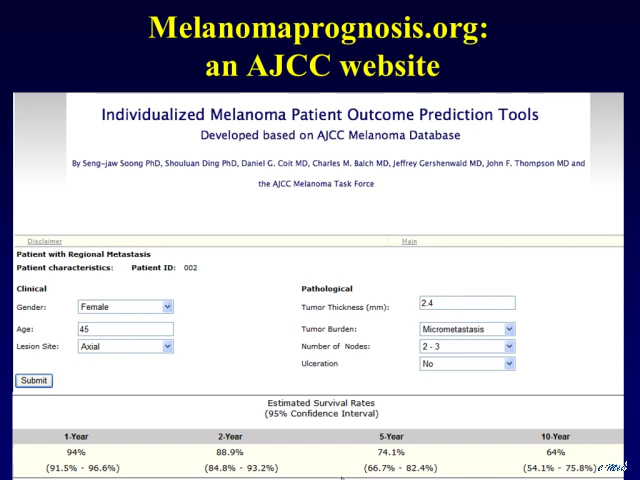 Melanomaprognosis.org:
an AJCC website
Individualized Melanoma Patient Outcome Prediction Tools
Developed based on AJCC Melanoma Database
By Seng-jaw Soong PhD, Shouluan Ding PhD, Daniel G. Coit MD, Charles M. Balch MD, Jeffrey Gershenwald MD, John F. Thompson MD and
the AJCC Melanoma Task Force
Disclaimer Main
Patient with Regional Metastasis
Patient characteristics: Patient ID: 002
Clinical Pathological
Gender: Female Tumor Thickness (mm): 2.4
Age: 45 Tumor Burden: Micrometastasis
Lesion Site: Axial Number of Nodes: 2 - 3
Ulceration No
Submit
Estimated Survival Rates
(95% Confidence Interval)
1-Year 2-Year 5-Year 10-Year
94% 88.9% 74.1% 64%
(91.5% - 96.6%) (84.8% - 93.2%) (66.7% - 82.4%) (54.1% - 75.8%)